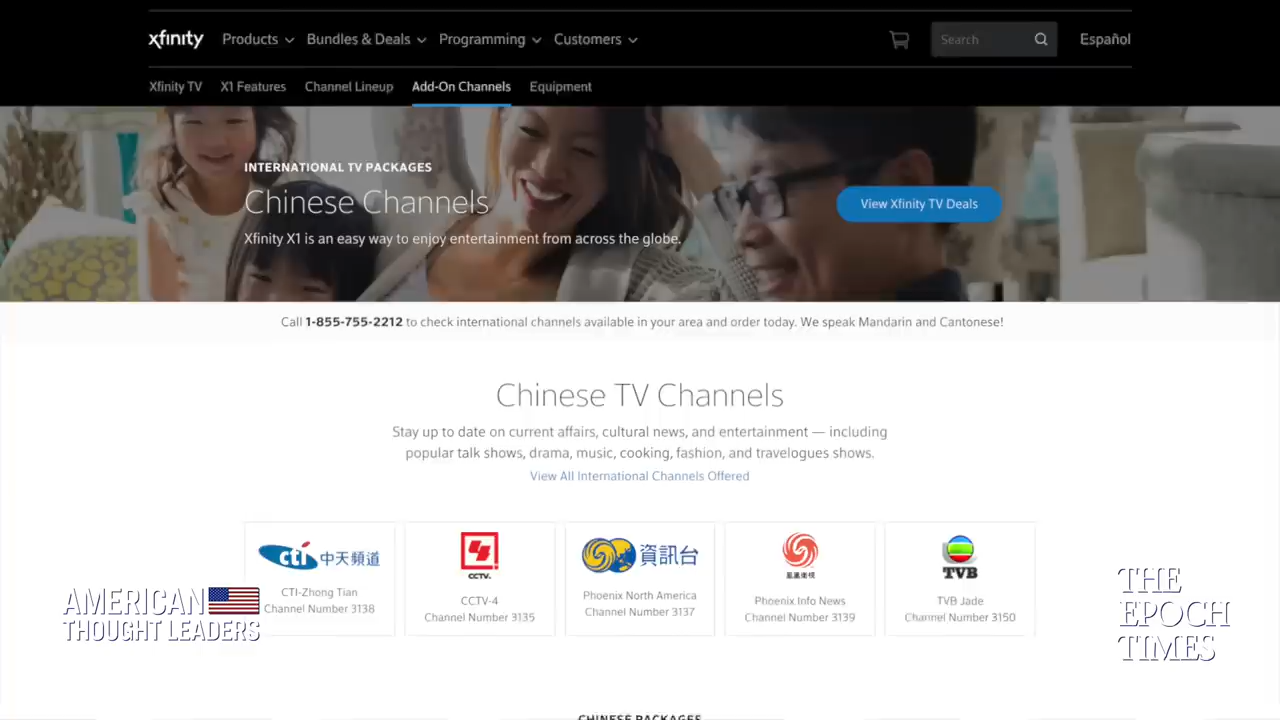 xfinity
Products
Bundles & Deals
Programming
Customers
Search
Español
Xfinity TV
X1 Features
Channel Lineup
Add-On Channels
Equipment
INTERNATIONAL TV PACKAGES
Chinese Channels
Xfinity X1 is an easy way to enjoy entertainment from across the globe.
View Xfinity TV Deals
Call 1-855-755-2212 to check international channels available in your area and order today. We speak Mandarin and Cantonese!
Chinese TV Channels
Stay up to date on current affairs, cultural news, and entertainment — including
popular talk shows, drama, music, cooking, fashion, and travelogues shows.
View All International Channels Offered
cti 中天頻道
CTI-Zhong Tian
Channel Number 3138
CCTV.
CCTV-4
Channel Number 3135
資訊台
Phoenix North America
Channel Number 3137
鳳凰衛視
Phoenix Info News
Channel Number 3139
TVB
TVB Jade
Channel Number 3150
AMERICAN
THOUGHT LEADERS
THE
EPOCH
TIMES
CHINESE PACKAGES